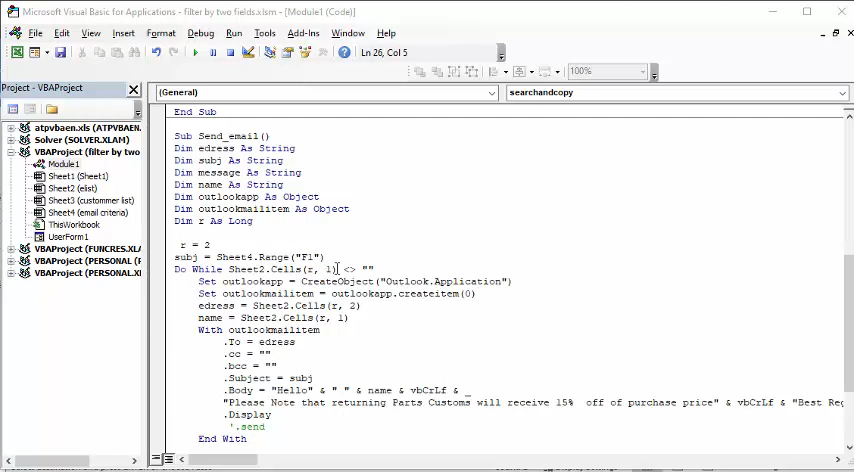 Microsoft Visual Basic for Applications - filter by two fields.xlsm - [Module1 (Code)]
File Edit View Insert Format Debug Run Tools Add-Ins Window Help
Ln 26, Col 5
100%
Project - VBAProject
(General) searchandcopy
atpvbaen.xls (ATPVBAEN.
Solver (SOLVER.XLAM)
VBAProject (filter by two
Module1
Sheet1 (Sheet1)
Sheet2 (elist)
Sheet3 (custommer list)
Sheet4 (email criteria)
ThisWorkbook
UserForm1
VBAProject (FUNCRES.XL
VBAProject (PERSONAL (
VBAProject (PERSONAL.X
End Sub
Sub Send_email()
Dim edress As String
Dim subj As String
Dim message As String
Dim name As String
Dim outlookapp As Object
Dim outlookmailitem As Object
Dim r As Long
r = 2
subj = Sheet4.Range("F1")
Do While Sheet2.Cells(r, 1) <> ""
Set outlookapp = CreateObject("Outlook.Application")
Set outlookmailitem = outlookapp.createitem(0)
edress = Sheet2.Cells(r, 2)
name = Sheet2.Cells(r, 1)
With outlookmailitem
.To = edress
.cc = ""
.bcc = ""
.Subject = subj
.Body = "Hello" & " " & name & vbCrLf & _
"Please Note that returning Parts Customs will receive 15%  off of purchase price" & vbCrLf & "Best Reg
.Display
'.send
End With